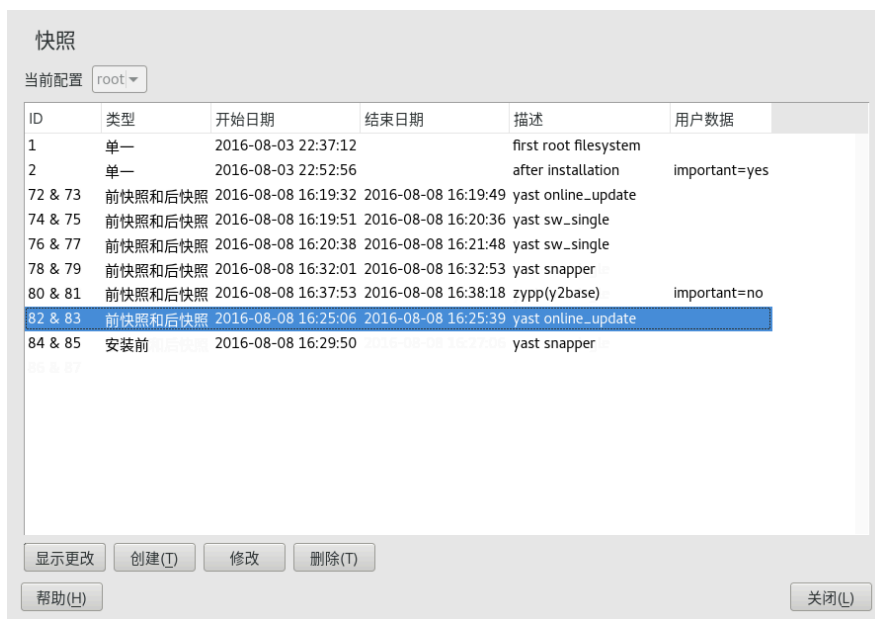 快照
当前配置 root
ID 类型 开始日期 结束日期 描述 用户数据
1 单一 2016-08-03 22:37:12 first root filesystem
2 单一 2016-08-03 22:52:56 after installation important=yes
72 & 73 前快照和后快照 2016-08-08 16:19:32 2016-08-08 16:19:49 yast online_update
74 & 75 前快照和后快照 2016-08-08 16:19:51 2016-08-08 16:20:36 yast sw_single
76 & 77 前快照和后快照 2016-08-08 16:20:38 2016-08-08 16:21:48 yast sw_single
78 & 79 前快照和后快照 2016-08-08 16:32:01 2016-08-08 16:32:53 yast snapper
80 & 81 前快照和后快照 2016-08-08 16:37:53 2016-08-08 16:38:18 zypp(y2base) important=no
82 & 83 前快照和后快照 2016-08-08 16:25:06 2016-08-08 16:25:39 yast online_update
84 & 85 安装前 2016-08-08 16:29:50 yast snapper
86 & 87
显示更改 创建(T) 修改 删除(T)
帮助(H) 关闭(L)